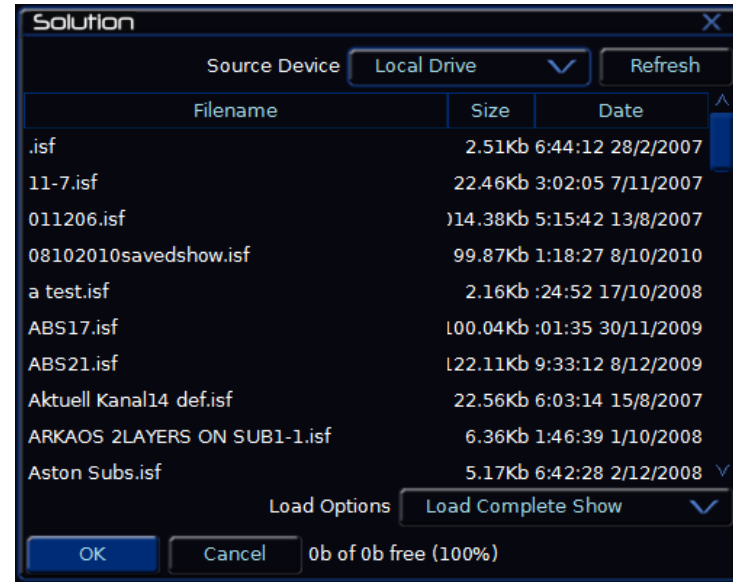 Solution X
Source Device Local Drive Refresh
Filename Size Date
.isf 2.51Kb 6:44:12 28/2/2007
11-7.isf 22.46Kb 3:02:05 7/11/2007
011206.isf 014.38Kb 5:15:42 13/8/2007
08102010savedshow.isf 99.87Kb 1:18:27 8/10/2010
a test.isf 2.16Kb :24:52 17/10/2008
ABS17.isf 100.04Kb :01:35 30/11/2009
ABS21.isf 122.11Kb 9:33:12 8/12/2009
Aktuell Kanal14 def.isf 22.56Kb 6:03:14 15/8/2007
ARKAOS 2LAYERS ON SUB1-1.isf 6.36Kb 1:46:39 1/10/2008
Aston Subs.isf 5.17Kb 6:42:28 2/12/2008
Load Options Load Complete Show
OK Cancel 0b of 0b free (100%)